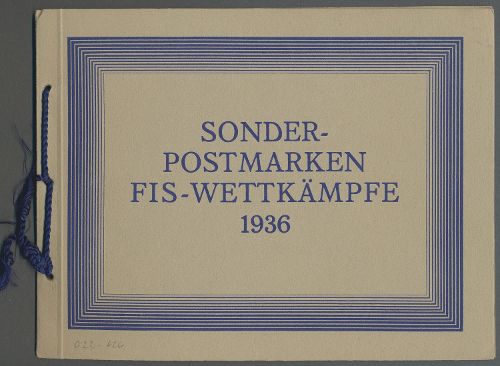 SONDER-
POSTMARKEN
FIS-WETTKÄMPFE
1936